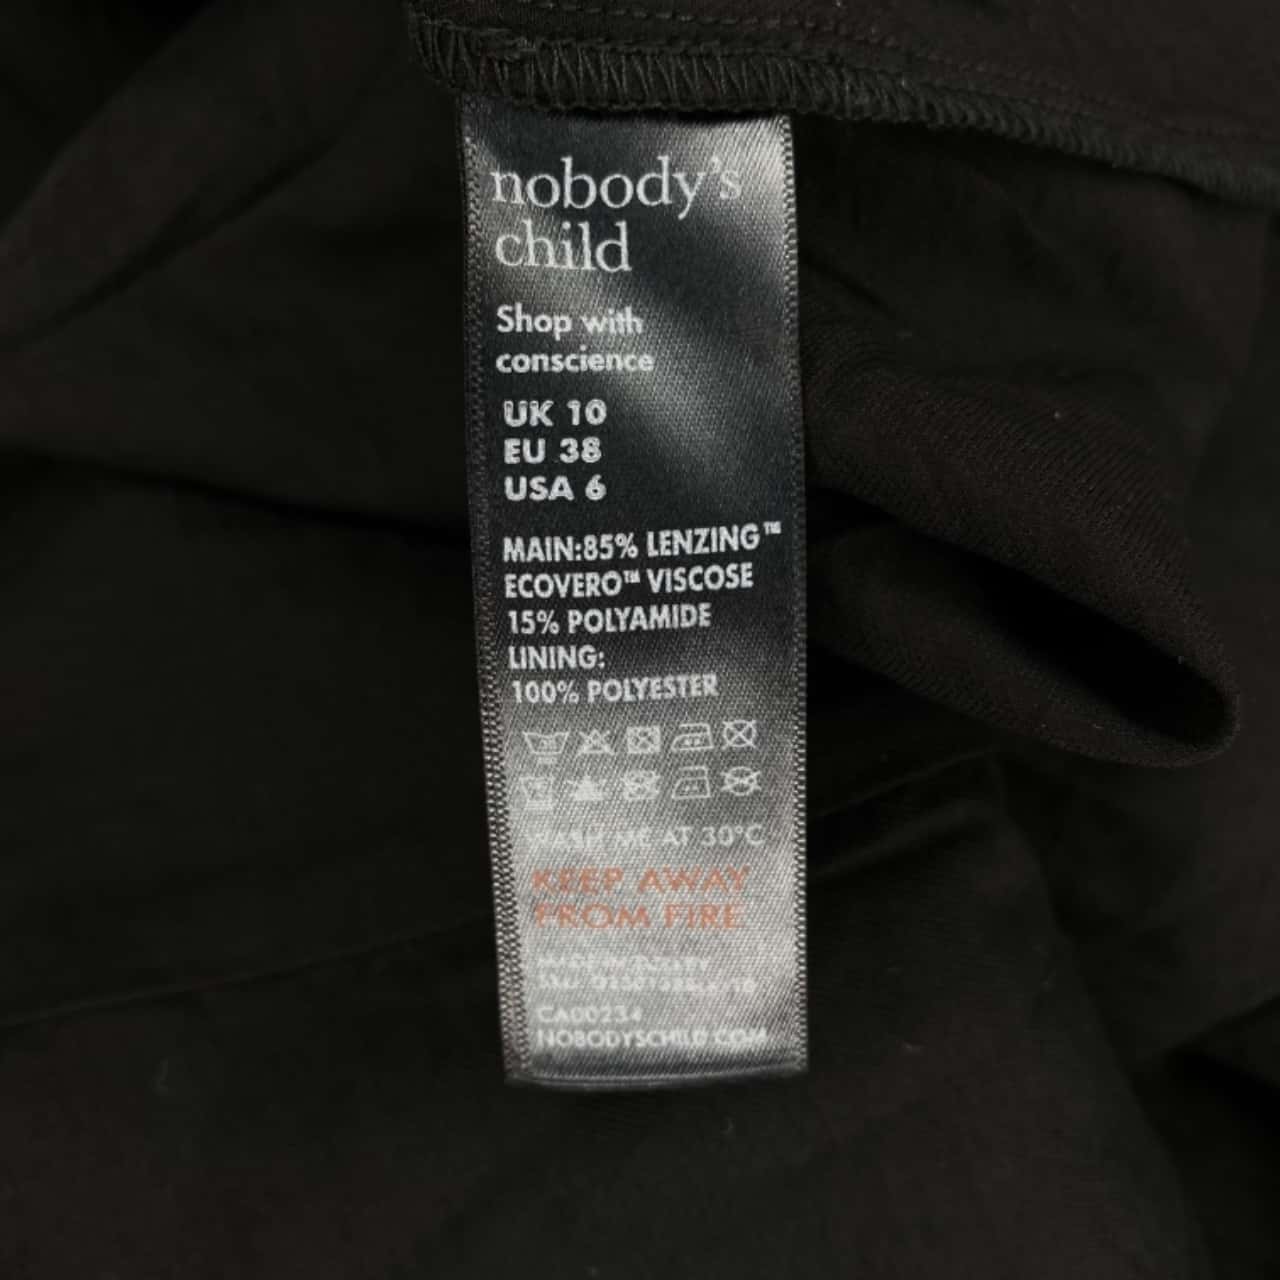 nobody's
child
Shop with
conscience
UK 10
EU 38
USA 6
MAIN:85% LENZING™
ECOVERO™ VISCOSE
15% POLYAMIDE
LINING:
100% POLYESTER
WASH ME AT 30°C
KEEP AWAY
FROM FIRE
CA00234
NOBODYSCHILD.COM